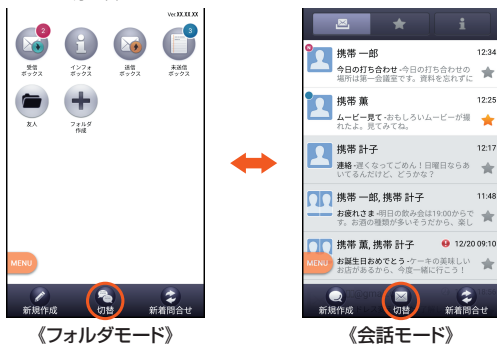 Ver.XX.XX.XX
2
3
受信
ボックス
インフォ
ボックス
送信
ボックス
未送信
ボックス
友人
フォルダ
作成
MENU
新規作成
切替
新着問合せ
《フォルダモード》
N
携帯 一郎
12:34
今日の打ち合わせ -今日の打ち合わせの
場所は第一会議室です。資料を忘れずに
携帯 薫
12:25
ムービー見て -おもしろいムービーが撮
れたよ。見てみてね。
携帯 計子
12:17
連絡 -遅くなってごめん！日曜日ならあ
いてるんだけど、どうかな？
携帯 一郎, 携帯 計子
11:48
お疲れさま -明日の飲み会は19:00からで
す。お酒の種類が多いそうだから、楽し
携帯 薫, 携帯 計子
12/20 09:10
お誕生日おめでとう -ケーキの美味しい
お店があるから、今度一緒に行こう！
MENU
新規作成
切替
新着問合せ
《会話モード》